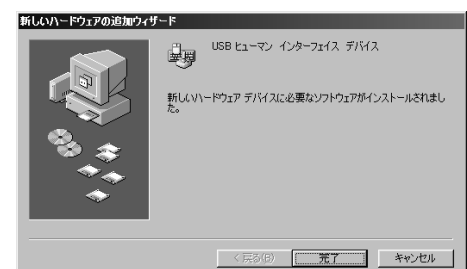 新しいハードウェアの追加ウィザード
USB ヒューマン インターフェイス デバイス
新しいハードウェア デバイスに必要なソフトウェアがインストールされまし
た。
< 戻る(B)
完了
キャンセル